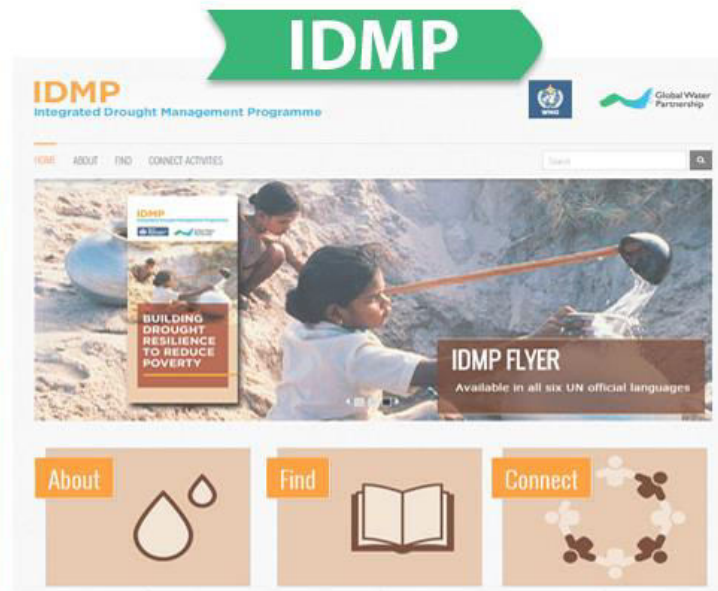 IDMP
IDMP
Integrated Drought Management Programme
WMO
Global Water
Partnership
HOME ABOUT FIND CONNECT ACTIVITIES
Search
IDMP
BUILDING
DROUGHT
RESILIENCE
TO REDUCE
POVERTY
IDMP FLYER
Available in all six UN official languages
About
Find
Connect